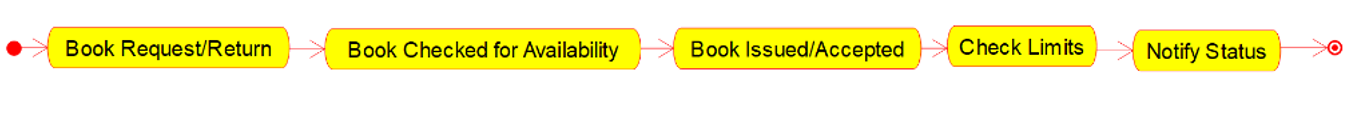 Book Request/Return
Book Checked for Availability
Book Issued/Accepted
Check Limits
Notify Status